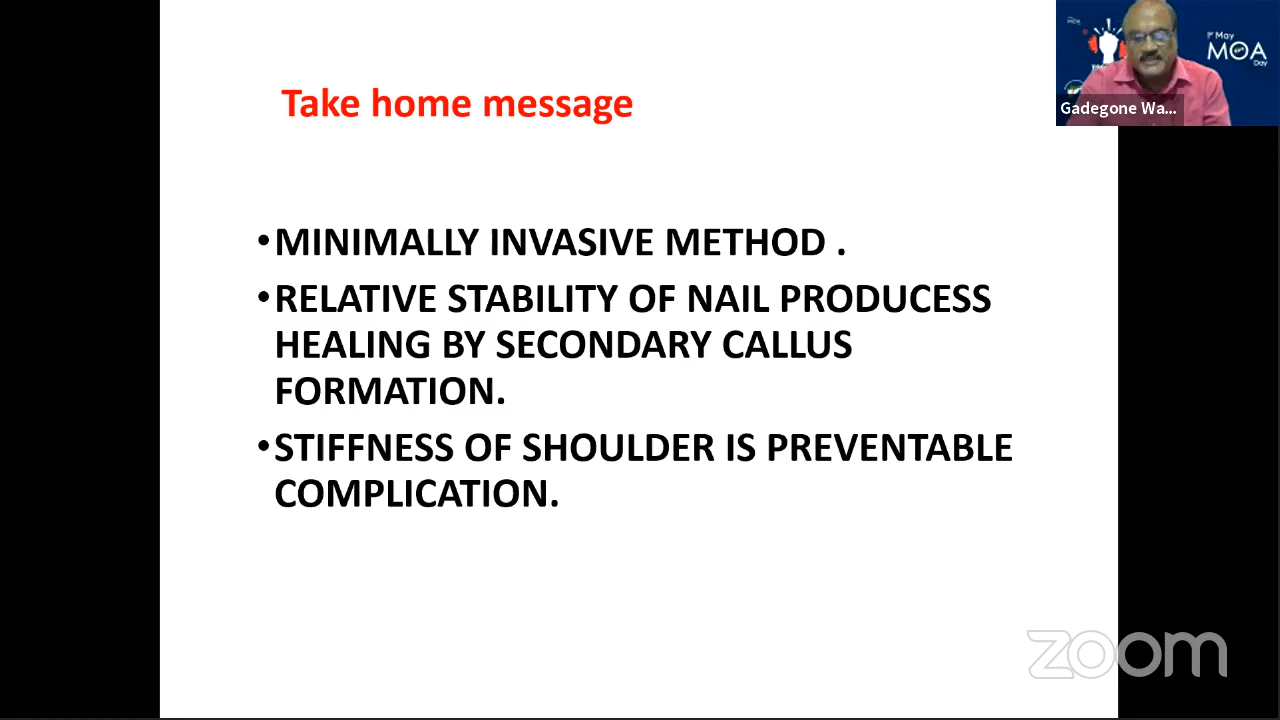 Take home message
•MINIMALLY INVASIVE METHOD .
•RELATIVE STABILITY OF NAIL PRODUCESS
HEALING BY SECONDARY CALLUS
FORMATION.
•STIFFNESS OF SHOULDER IS PREVENTABLE
COMPLICATION.
1st May
MOA
Day
Gadegone Wa...
zoom